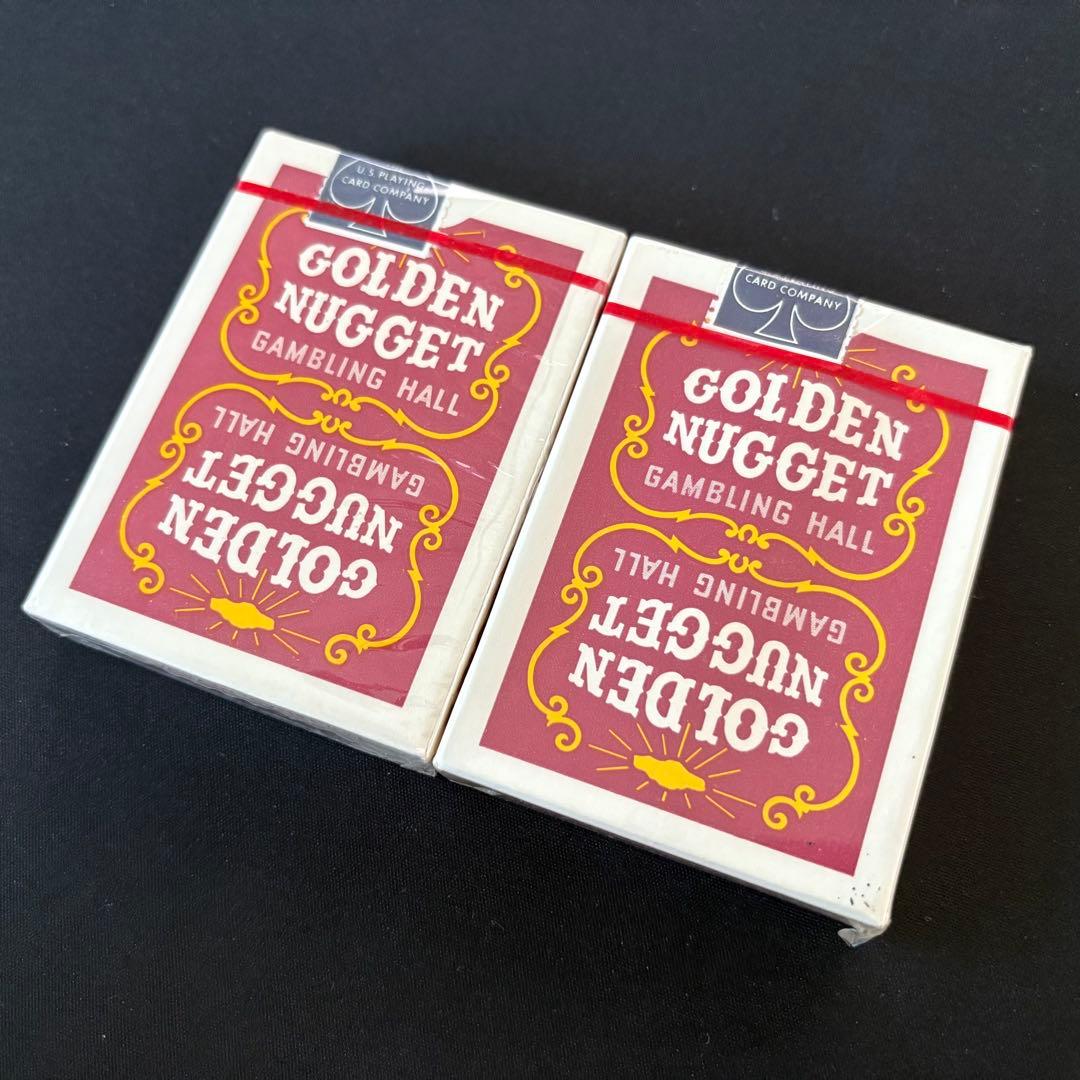 U.S. PLAYING
CARD COMPANY
GOLDEN
NUGGET
GAMBLING HALL
GAMBLING HALL
NUGGET
GOLDEN
CARD COMPANY
GOLDEN
NUGGET
GAMBLING HALL
GAMBLING HALL
NUGGET
GOLDEN